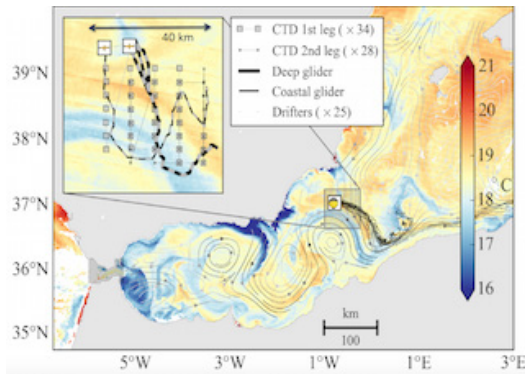 40 km
CTD 1st leg (×34)
CTD 2nd leg (×28)
Deep glider
Coastal glider
Drifters (×25)
39°N
38°N
37°N
36°N
35°N
5°W
3°W
1°W
1°E
3°E
21
20
19
18
17
16
C
km
100